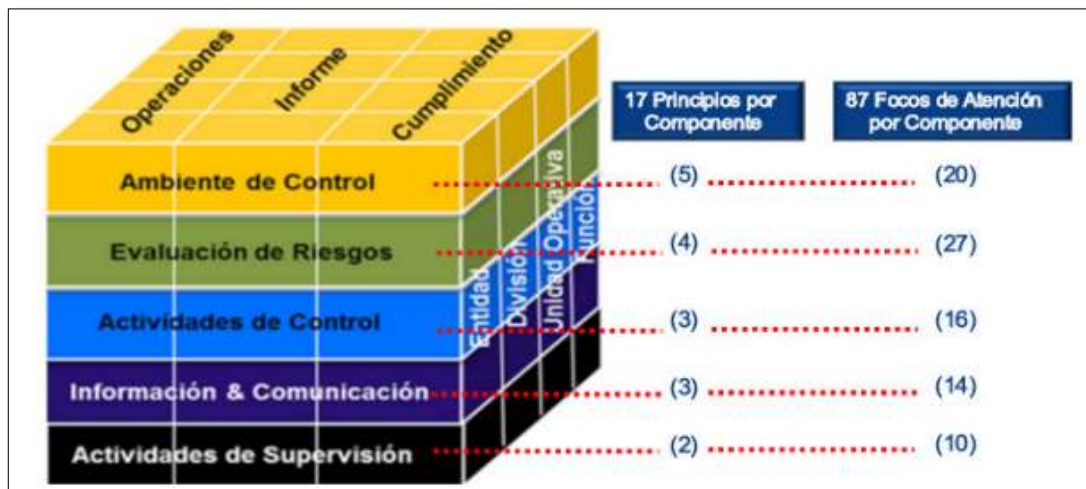 Operaciones
Informe
Cumplimiento
17 Principios por
Componente
87 Focos de Atención
por Componente
Ambiente de Control
(5)
(20)
Evaluación de Riesgos
(4)
(27)
Actividades de Control
(3)
(16)
Información & Comunicación
(3)
(14)
Actividades de Supervisión
(2)
(10)
Entidad
División
Unidad Operativa
Función